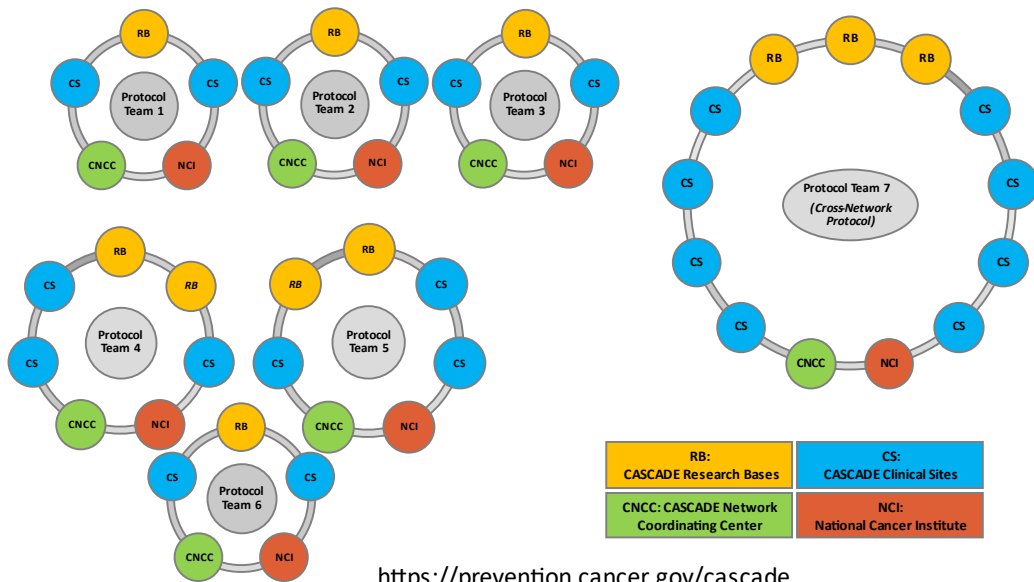 RB
CS
Protocol
Team 1
CS
CNCC
NCI
RB
CS
Protocol
Team 2
CS
CNCC
NCI
RB
CS
Protocol
Team 3
CS
CNCC
NCI
RB
CS
RB
Protocol
Team 4
CS
CS
CNCC
NCI
RB
RB
CS
Protocol
Team 5
CS
CS
CNCC
NCI
RB
CS
CS
Protocol
Team
6
CNCC
NCI
RB
RB
RB
CS
CS
CS
CS
Protocol Team 7
(Cross-Network
Protocol)
CS
CS
CS
CS
CNCC
NCI
RB:
CASCADE Research Bases
CS:
CASCADE Clinical Sites
CNCC: CASCADE Network
Coordinating Center
NCI:
National Cancer Institute
https://prevention.cancer.gov/cascade